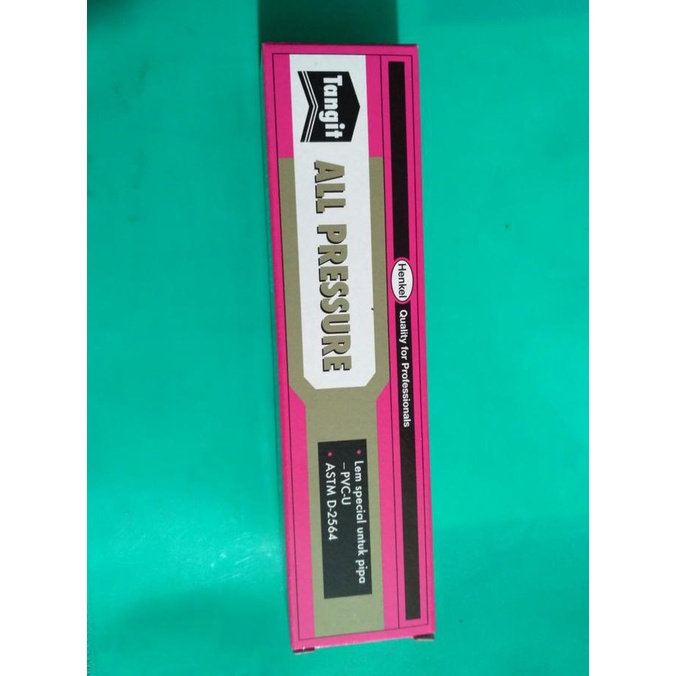 Henkel Quality for Professionals
Tangit
ALL PRESSURE
• Lem special untuk pipa
– PVC-U
• ASTM D-2564